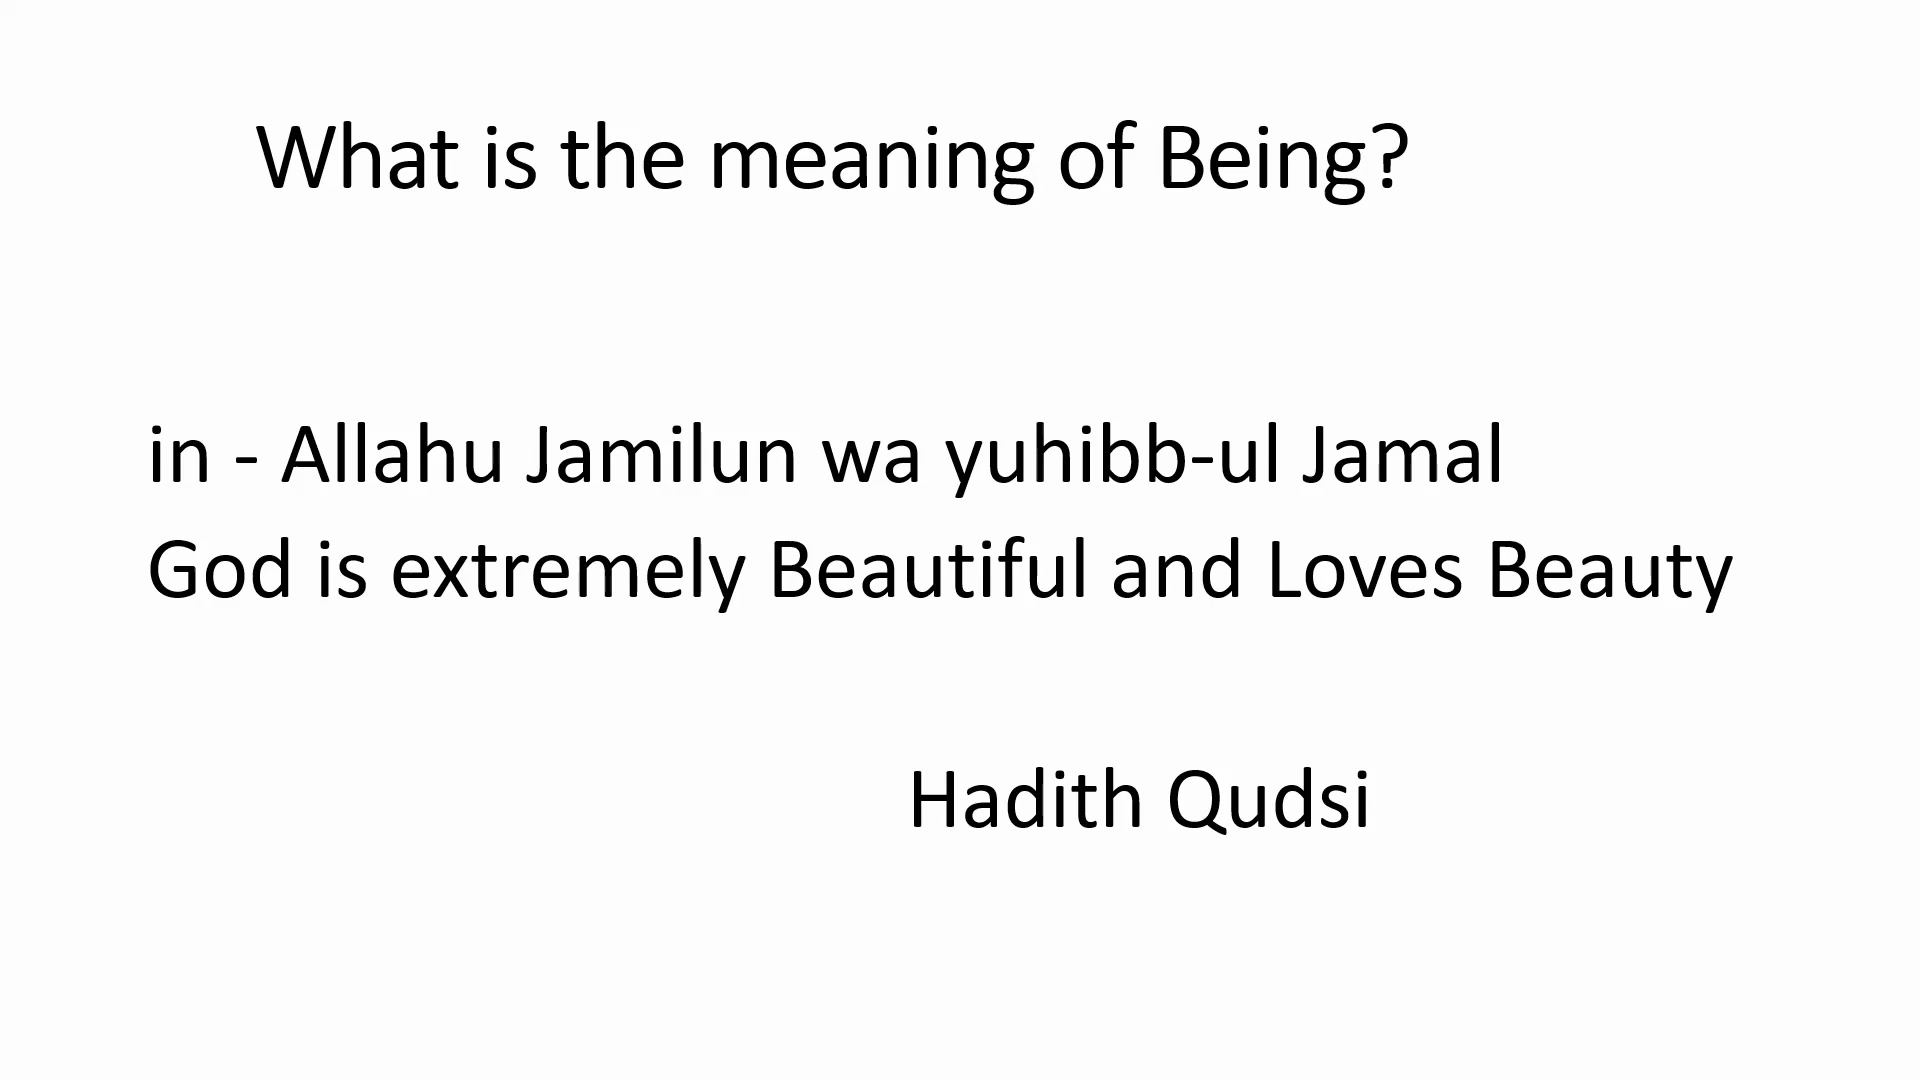 What is the meaning of Being?
in - Allahu Jamilun wa yuhibb-ul Jamal
God is extremely Beautiful and Loves Beauty
Hadith Qudsi